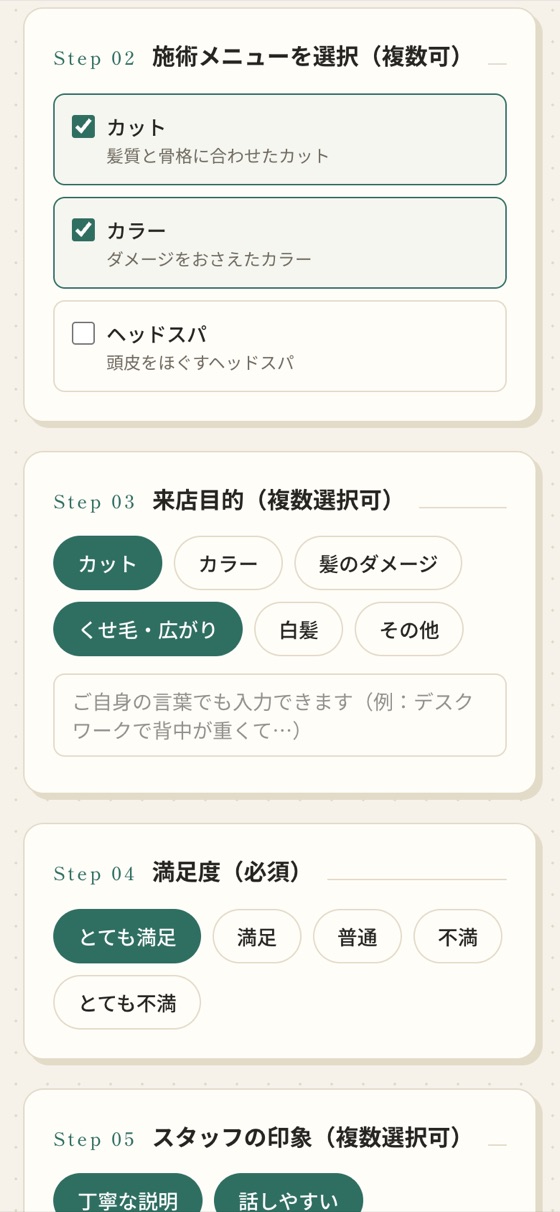 Step 02 施術メニューを選択（複数可）
カット
髪質と骨格に合わせたカット
カラー
ダメージをおさえたカラー
ヘッドスパ
頭皮をほぐすヘッドスパ
Step 03 来店目的（複数選択可）
カット カラー 髪のダメージ
くせ毛・広がり 白髪 その他
ご自身の言葉でも入力できます（例：デスク
ワークで背中が重くて…）
Step 04 満足度（必須）
とても満足 満足 普通 不満
とても不満
Step 05 スタッフの印象（複数選択可）
丁寧な説明 話しやすい